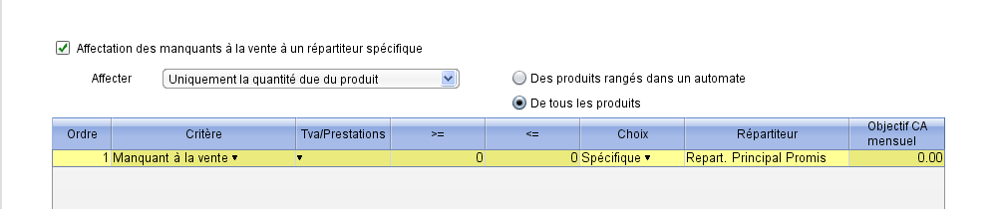 Affectation des manquants à la vente à un répartiteur spécifique
Affecter Uniquement la quantité due du produit Des produits rangés dans un automate
De tous les produits
Ordre Critère Tva/Prestations >= <= Choix Répartiteur Objectif CA mensuel
1 Manquant à la vente 0 0 Spécifique Repart. Principal Promis 0.00